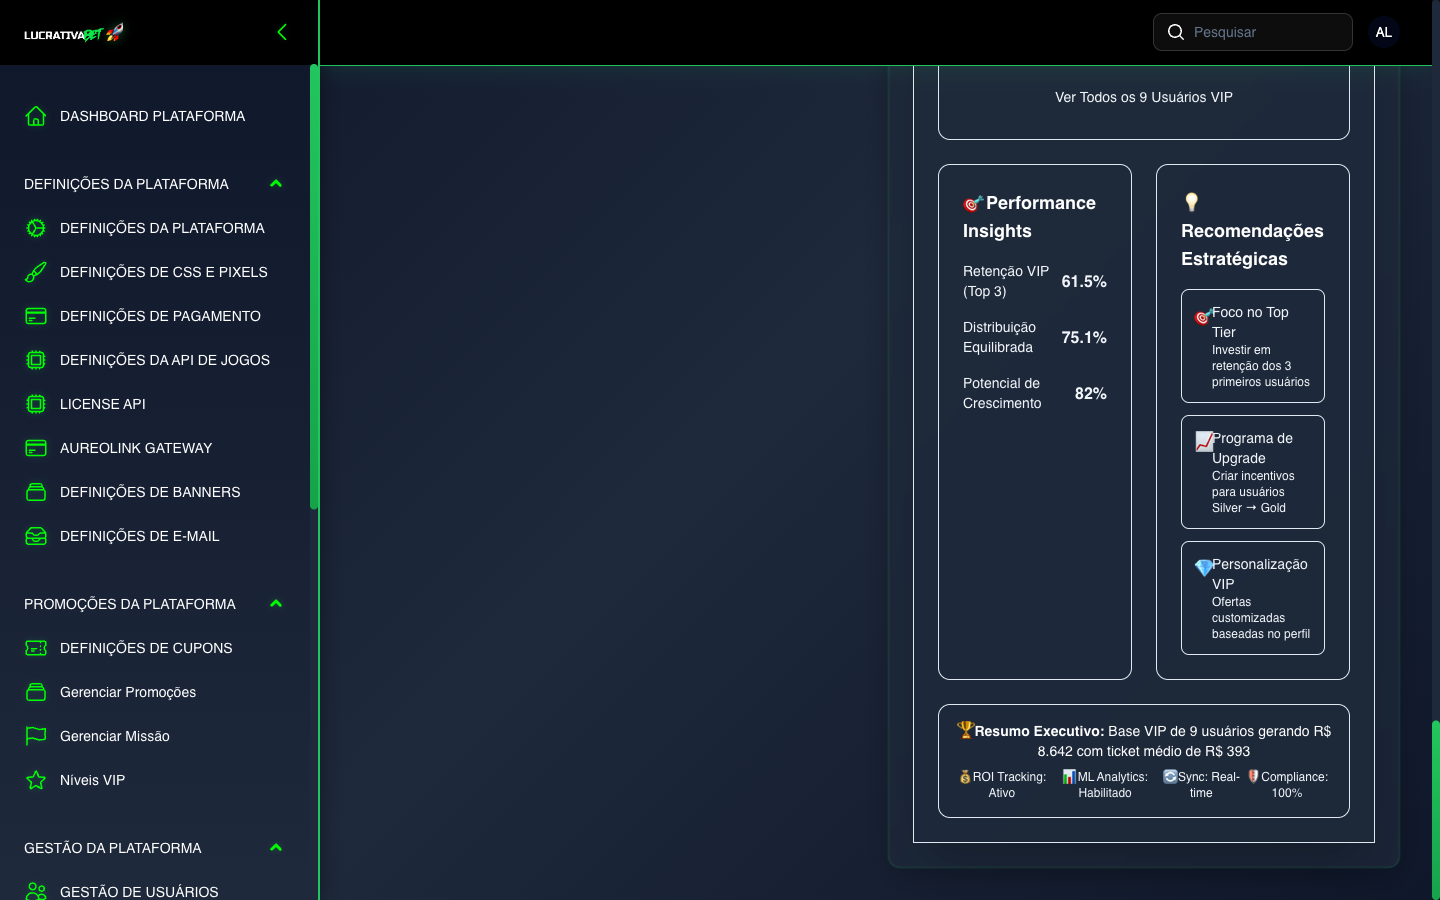 LUCRATIVABET
Pesquisar
AL
DASHBOARD PLATAFORMA
DEFINIÇÕES DA PLATAFORMA
DEFINIÇÕES DA PLATAFORMA
DEFINIÇÕES DE CSS E PIXELS
DEFINIÇÕES DE PAGAMENTO
DEFINIÇÕES DA API DE JOGOS
LICENSE API
AUREOLINK GATEWAY
DEFINIÇÕES DE BANNERS
DEFINIÇÕES DE E-MAIL
PROMOÇÕES DA PLATAFORMA
DEFINIÇÕES DE CUPONS
Gerenciar Promoções
Gerenciar Missão
Níveis VIP
GESTÃO DA PLATAFORMA
GESTÃO DE USUÁRIOS
Ver Todos os 9 Usuários VIP
Performance
Insights
Retenção VIP
(Top 3)
61.5%
Distribuição
Equilibrada
75.1%
Potencial de
Crescimento
82%
Recomendações
Estratégicas
Foco no Top
Tier
Investir em
retenção dos 3
primeiros usuários
Programa de
Upgrade
Criar incentivos
para usuários
Silver → Gold
Personalização
VIP
Ofertas
customizadas
baseadas no perfil
Resumo Executivo: Base VIP de 9 usuários gerando R$
8.642 com ticket médio de R$ 393
ROI Tracking:
Ativo
ML Analytics:
Habilitado
Sync: Real-
time
Compliance:
100%